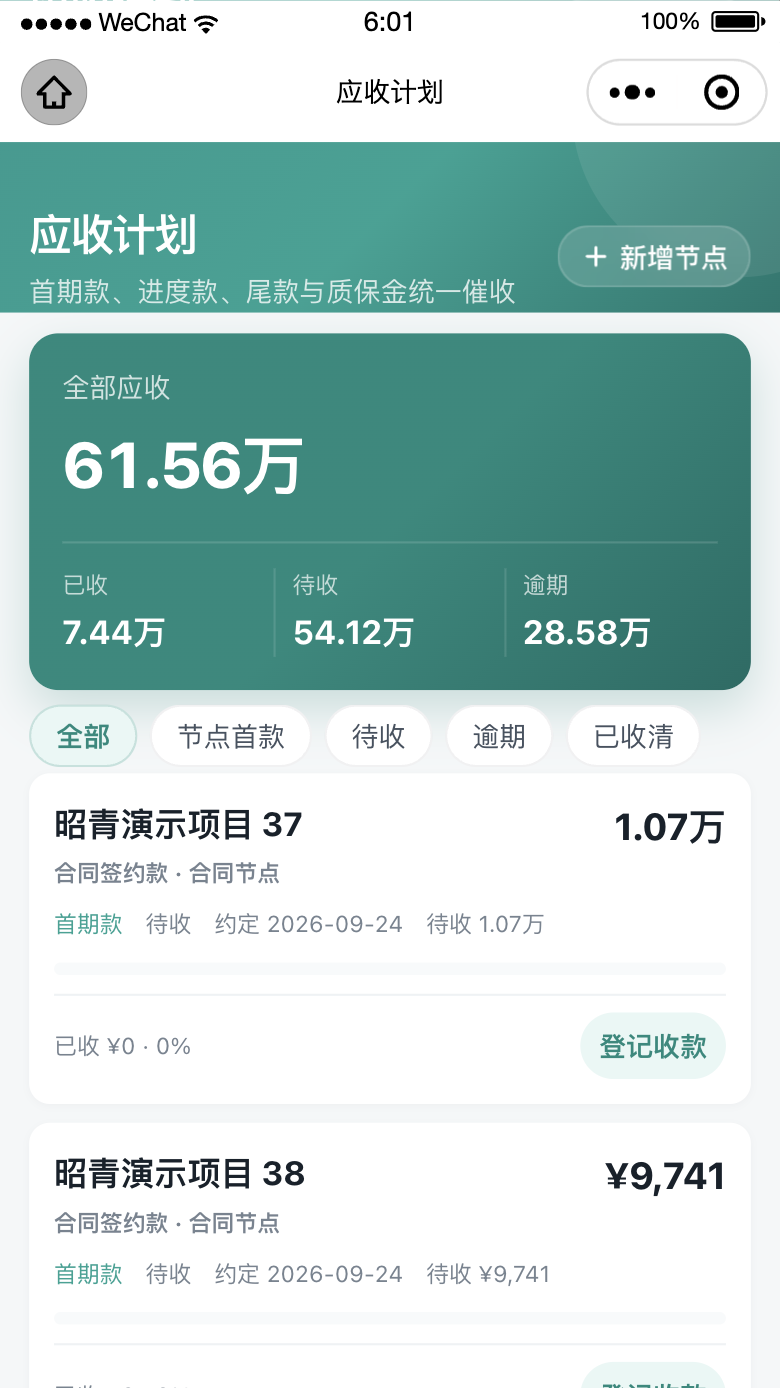 WeChat 6:01 100%
应收计划
应收计划
首期款、进度款、尾款与质保金统一催收
+ 新增节点
全部应收
61.56万
已收 待收 逾期
7.44万 54.12万 28.58万
全部 节点首款 待收 逾期 已收清
昭青演示项目 37 1.07万
合同签约款 · 合同节点
首期款 待收 约定 2026-09-24 待收 1.07万
已收 ¥0 · 0% 登记收款
昭青演示项目 38 ¥9,741
合同签约款 · 合同节点
首期款 待收 约定 2026-09-24 待收 ¥9,741